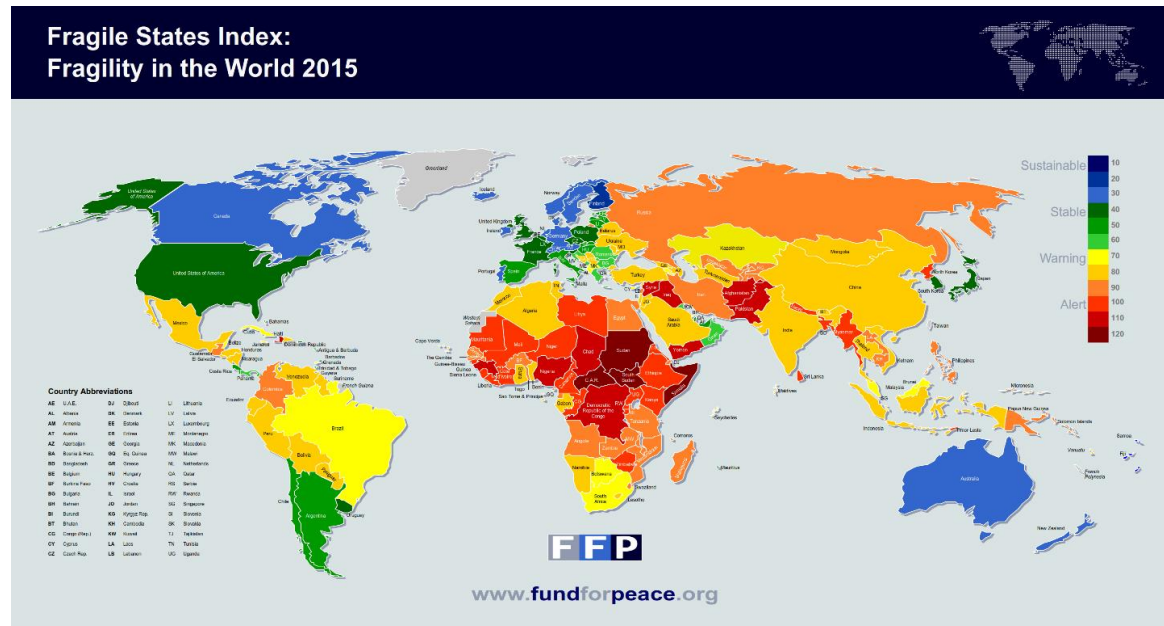 Fragile States Index:
Fragility in the World 2015
Sustainable
10
20
30
Stable
40
50
60
Warning
70
80
90
Alert
100
110
120
Greenland
United States
of America
Canada
United States of America
Mexico
Bahamas
Cuba
Haiti
Jamaica
Dominican Republic
Belize
Honduras
Guatemala
El Salvador
Nicaragua
Antigua & Barbuda
Barbados
Grenada
Trinidad & Tobago
Costa Rica
Panama
Venezuela
Guyana
Suriname
French Guiana
Colombia
Ecuador
Peru
Brazil
Bolivia
Paraguay
Chile
Argentina
Uruguay
Iceland
Norway
Finland
United Kingdom
Ireland
Poland
Belarus
Germany
Ukraine
France
Portugal
Spain
Malta
Turkey
Russia
Kazakhstan
Mongolia
China
North Korea
South Korea
Japan
Taiwan
Syria
Iraq
Iran
Afghanistan
Pakistan
India
Saudi
Arabia
Yemen
Myanmar
Thailand
Vietnam
Philippines
Malaysia
Brunei
SG
Sri Lanka
Maldives
Indonesia
Timor Leste
Papua New Guinea
Micronesia
Solomon Islands
Samoa
Fiji
Vanuatu
French
Polynesia
Australia
New Zealand
Morocco
Algeria
Libya
Egypt
Western
Sahara
Mauritania
Mali
Niger
Chad
Sudan
Cape Verde
The Gambia
Guinea-Bissau
Guinea
Sierra Leone
Liberia
Ghana
Togo
Benin
Sao Tome & Principe
Nigeria
C.A.R.
South
Sudan
Ethiopia
Somalia
Kenya
Gabon
Democratic
Republic of the
Congo
Tanzania
Seychelles
Comoros
Angola
Zambia
Zimbabwe
Madagascar
Mauritius
Namibia
Botswana
Swaziland
Lesotho
South
Africa
Country Abbreviations
AE U.A.E. DJ Djibouti LI Lithuania
AL Albania DK Denmark LV Latvia
AM Armenia EE Estonia LX Luxembourg
AT Austria ER Eritrea ME Montenegro
AZ Azerbaijan GE Georgia MK Macedonia
BA Bosnia & Herz. GQ Eq. Guinea MW Malawi
BD Bangladesh GR Greece NL Netherlands
BE Belgium HU Hungary QA Qatar
BF Burkina Faso HV Croatia RS Serbia
BG Bulgaria IL Israel RW Rwanda
BH Bahrain JO Jordan SG Singapore
BI Burundi KG Kyrgyz Rep. SI Slovenia
BT Bhutan KH Cambodia SK Slovakia
CG Congo (Rep.) KW Kuwait TJ Tajikistan
CY Cyprus LA Laos TN Tunisia
CZ Czech Rep. LB Lebanon UG Uganda
FFP
www.fundforpeace.org